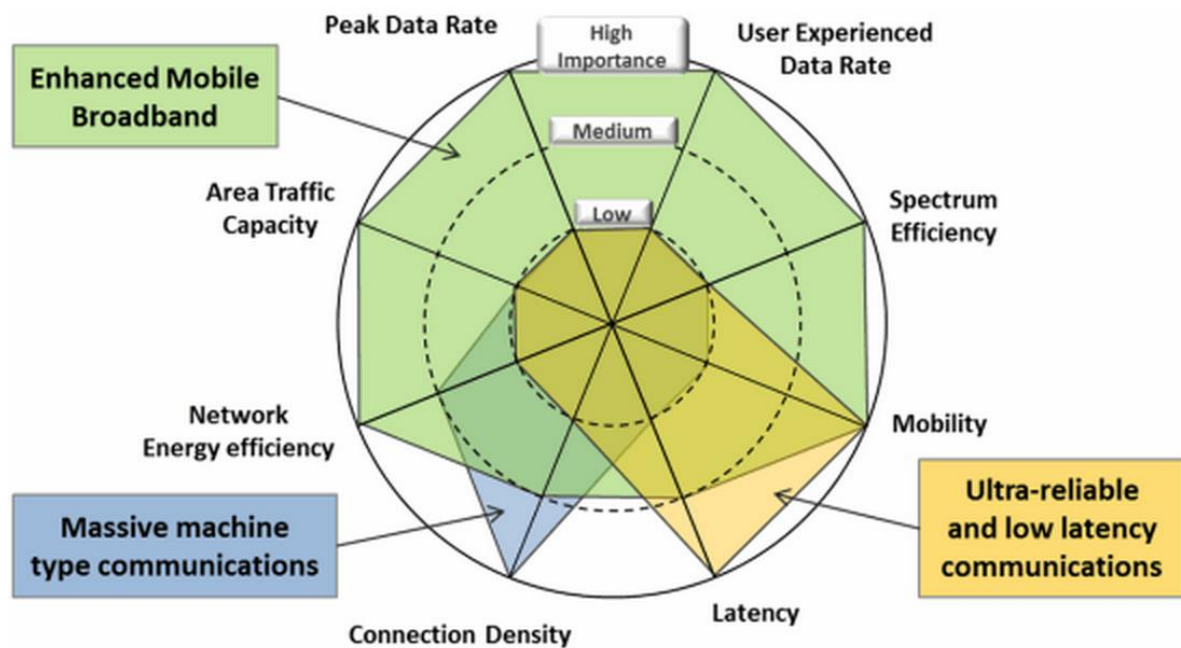 Peak Data Rate
High
Importance
User Experienced
Data Rate
Enhanced Mobile
Broadband
Medium
Area Traffic
Capacity
Low
Spectrum
Efficiency
Network
Energy efficiency
Mobility
Massive machine
type communications
Ultra-reliable
and low latency
communications
Latency
Connection Density